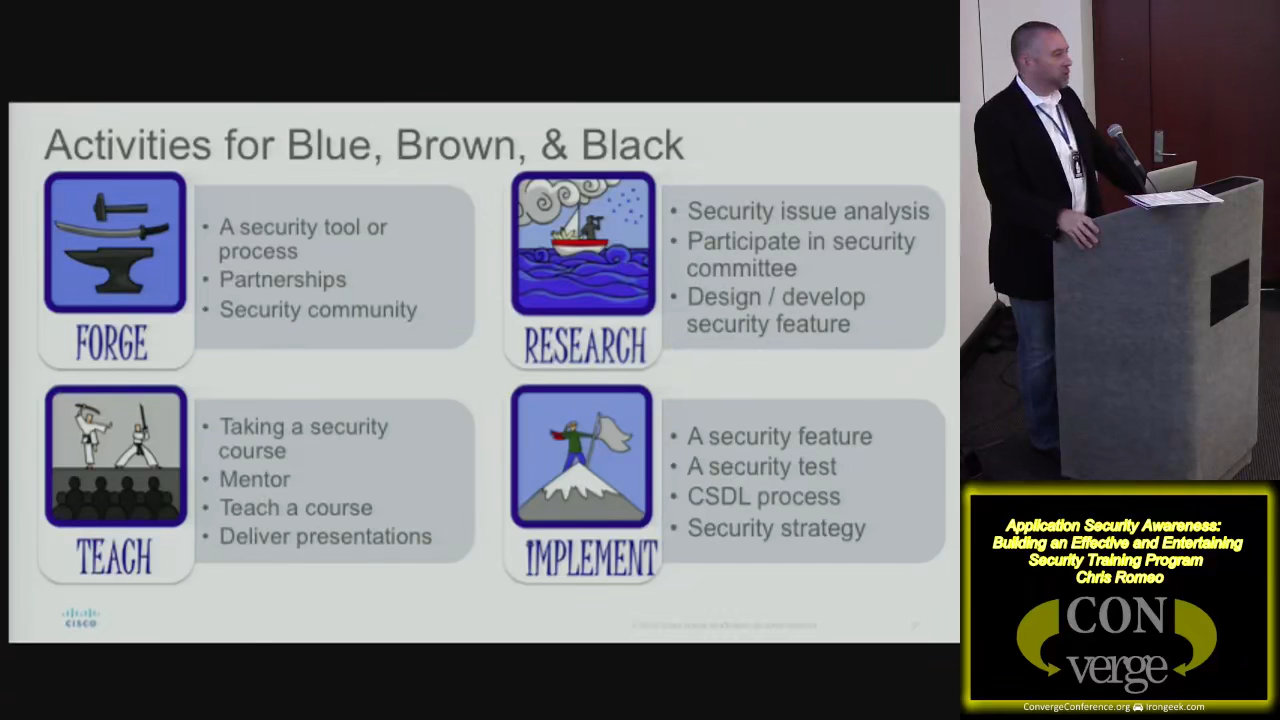 Activities for Blue, Brown, & Black
• A security tool or
process
• Partnerships
• Security community
FORGE
• Security issue analysis
• Participate in security
committee
• Design / develop
security feature
RESEARCH
• Taking a security
course
• Mentor
• Teach a course
• Deliver presentations
TEACH
• A security feature
• A security test
• CSDL process
• Security strategy
IMPLEMENT
CISCO
Application Security Awareness:
Building an Effective and Entertaining
Security Training Program
Chris Romeo
CON
verge
ConvergeConference.org Irongeek.com